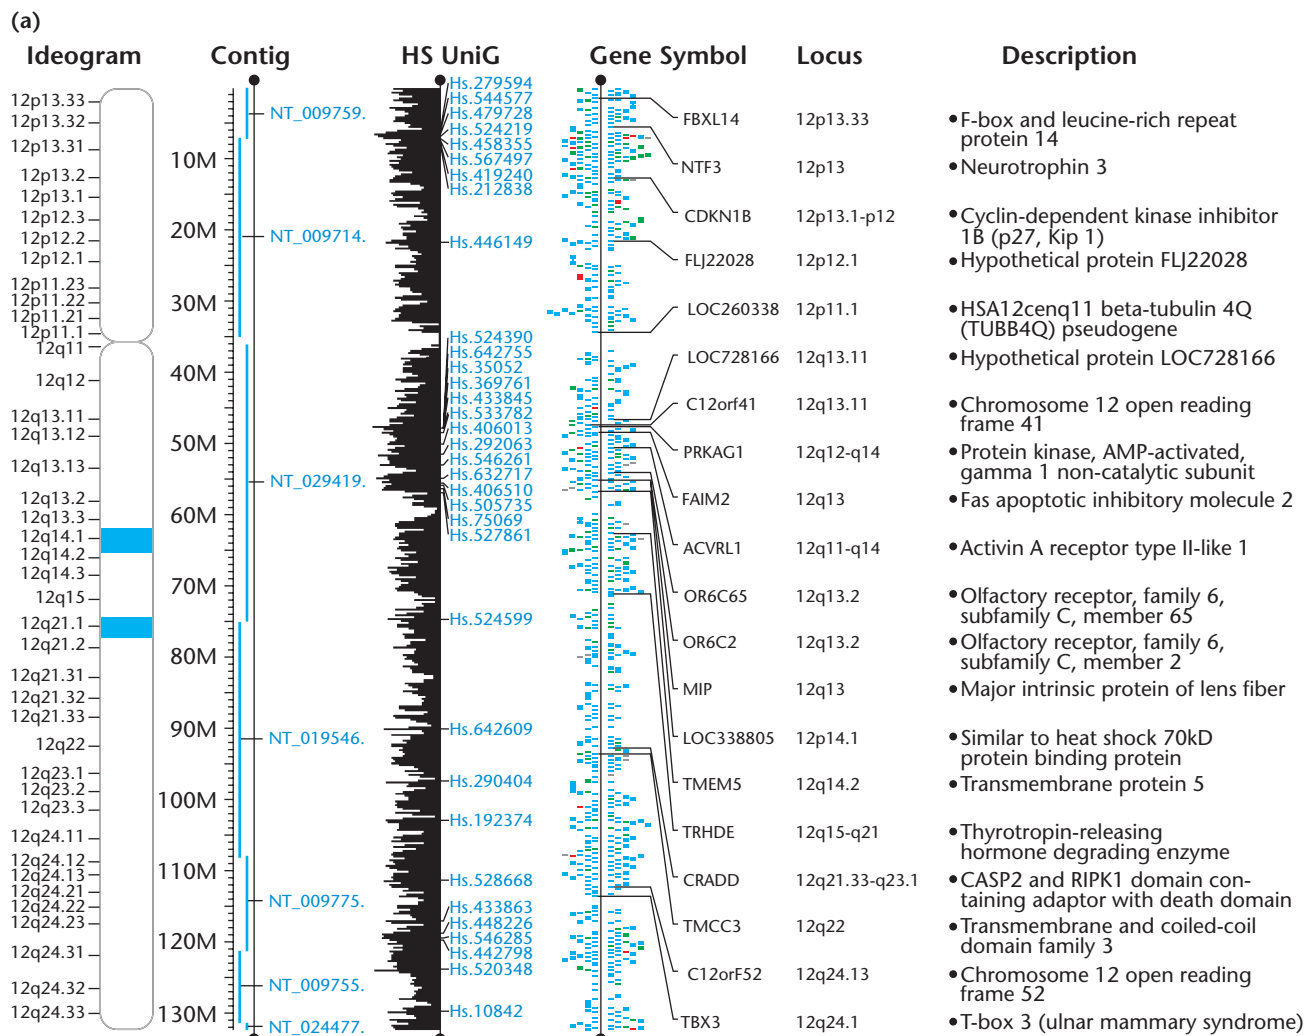 (a)
Ideogram Contig HS UniG Gene Symbol Locus Description
12p13.33
12p13.32
12p13.31
12p13.2
12p13.1
12p12.3
12p12.2
12p12.1
12p11.23
12p11.22
12p11.21
12p11.1
12q11
12q12
12q13.11
12q13.12
12q13.13
12q13.2
12q13.3
12q14.1
12q14.2
12q14.3
12q15
12q21.1
12q21.2
12q21.31
12q21.32
12q21.33
12q22
12q23.1
12q23.2
12q23.3
12q24.11
12q24.12
12q24.13
12q24.21
12q24.22
12q24.23
12q24.31
12q24.32
12q24.33
10M
20M
30M
40M
50M
60M
70M
80M
90M
100M
110M
120M
130M
NT_009759.
NT_009714.
NT_029419.
NT_019546.
NT_009775.
NT_009755.
NT_024477.
Hs.279594
Hs.544577
Hs.479728
Hs.524219
Hs.458355
Hs.567497
Hs.419240
Hs.212838
Hs.446149
Hs.524390
Hs.642755
Hs.35052
Hs.369761
Hs.433845
Hs.533782
Hs.406013
Hs.292063
Hs.546261
Hs.632717
Hs.406510
Hs.505735
Hs.75069
Hs.527861
Hs.524599
Hs.642609
Hs.290404
Hs.192374
Hs.528668
Hs.433863
Hs.448226
Hs.546285
Hs.442798
Hs.520348
Hs.10842
FBXL14 12p13.33 •F-box and leucine-rich repeat
protein 14
NTF3 12p13 •Neurotrophin 3
CDKN1B 12p13.1-p12 •Cyclin-dependent kinase inhibitor
1B (p27, Kip 1)
FLJ22028 12p12.1 •Hypothetical protein FLJ22028
LOC260338 12p11.1 •HSA12cenq11 beta-tubulin 4Q
(TUBB4Q) pseudogene
LOC728166 12q13.11 •Hypothetical protein LOC728166
C12orf41 12q13.11 •Chromosome 12 open reading
frame 41
PRKAG1 12q12-q14 •Protein kinase, AMP-activated,
gamma 1 non-catalytic subunit
FAIM2 12q13 •Fas apoptotic inhibitory molecule 2
ACVRL1 12q11-q14 •Activin A receptor type II-like 1
OR6C65 12q13.2 •Olfactory receptor, family 6,
subfamily C, member 65
OR6C2 12q13.2 •Olfactory receptor, family 6,
subfamily C, member 2
MIP 12q13 •Major intrinsic protein of lens fiber
LOC338805 12p14.1 •Similar to heat shock 70kD
protein binding protein
TMEM5 12q14.2 •Transmembrane protein 5
TRHDE 12q15-q21 •Thyrotropin-releasing
hormone degrading enzyme
CRADD 12q21.33-q23.1 •CASP2 and RIPK1 domain con-
taining adaptor with death domain
TMCC3 12q22 •Transmembrane and coiled-coil
domain family 3
C12orF52 12q24.13 •Chromosome 12 open reading
frame 52
TBX3 12q24.1 •T-box 3 (ulnar mammary syndrome)